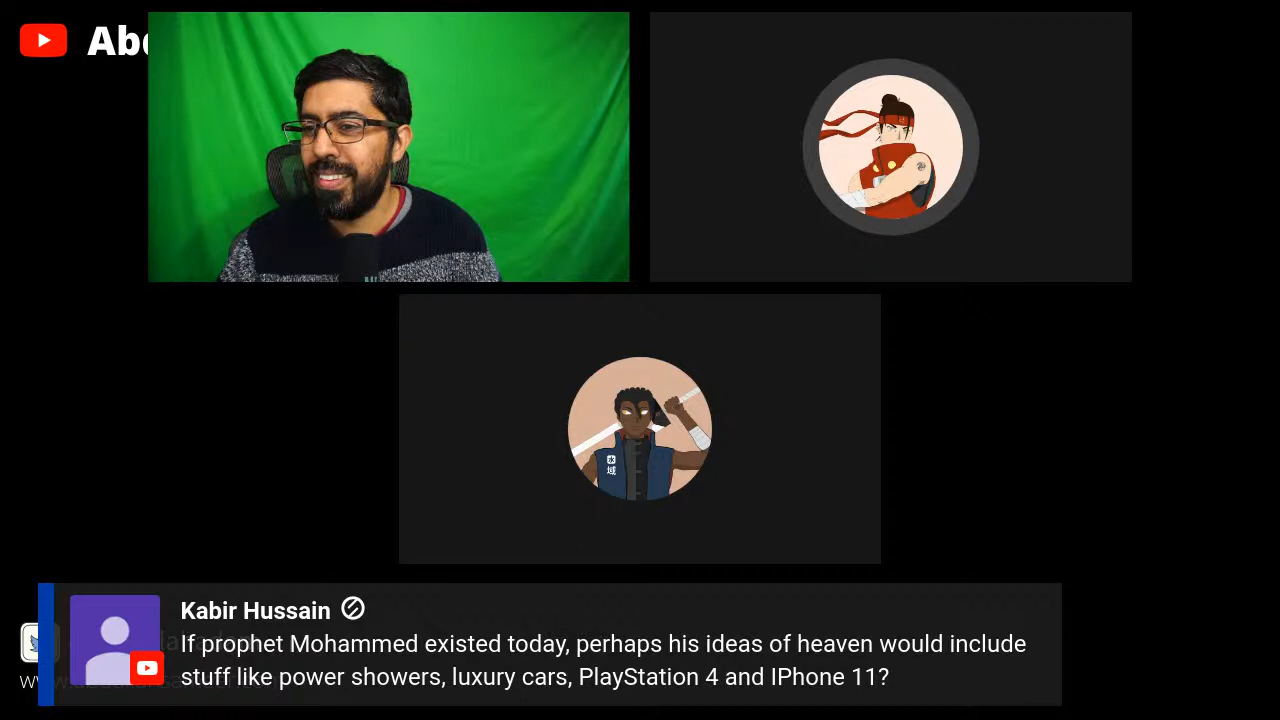 Abd
Kabir Hussain
If prophet Mohammed existed today, perhaps his ideas of heaven would include
stuff like power showers, luxury cars, PlayStation 4 and IPhone 11?